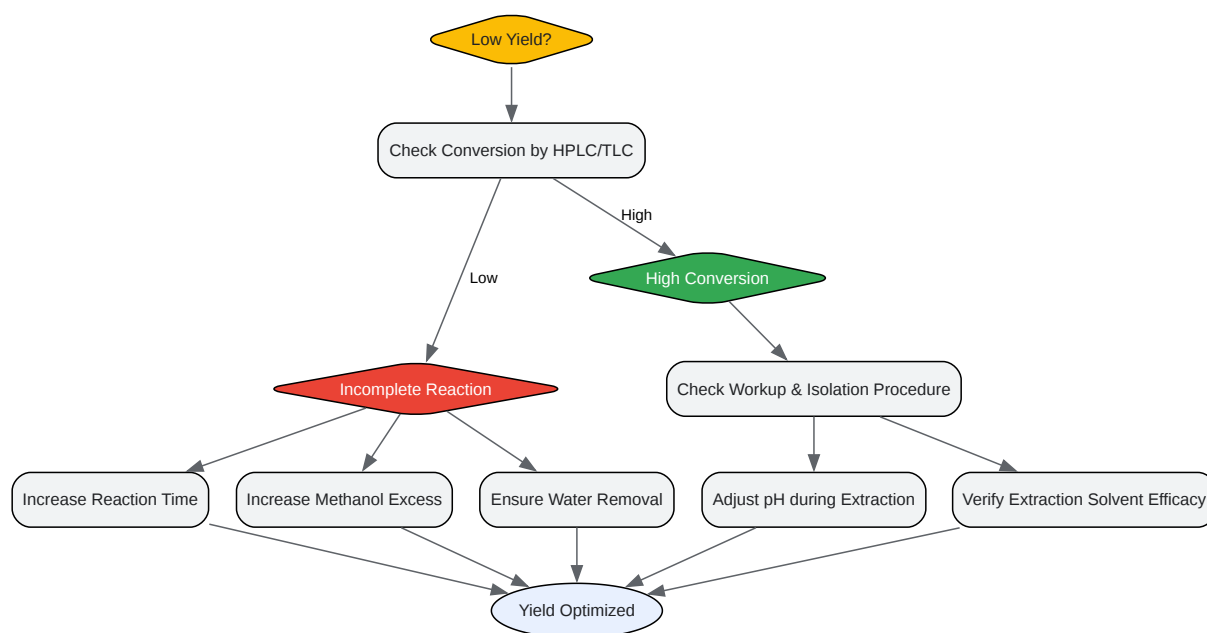 Low Yield?
Check Conversion by HPLC/TLC
High
Low
High Conversion
Incomplete Reaction
Check Workup & Isolation Procedure
Increase Reaction Time
Increase Methanol Excess
Ensure Water Removal
Adjust pH during Extraction
Verify Extraction Solvent Efficacy
Yield Optimized